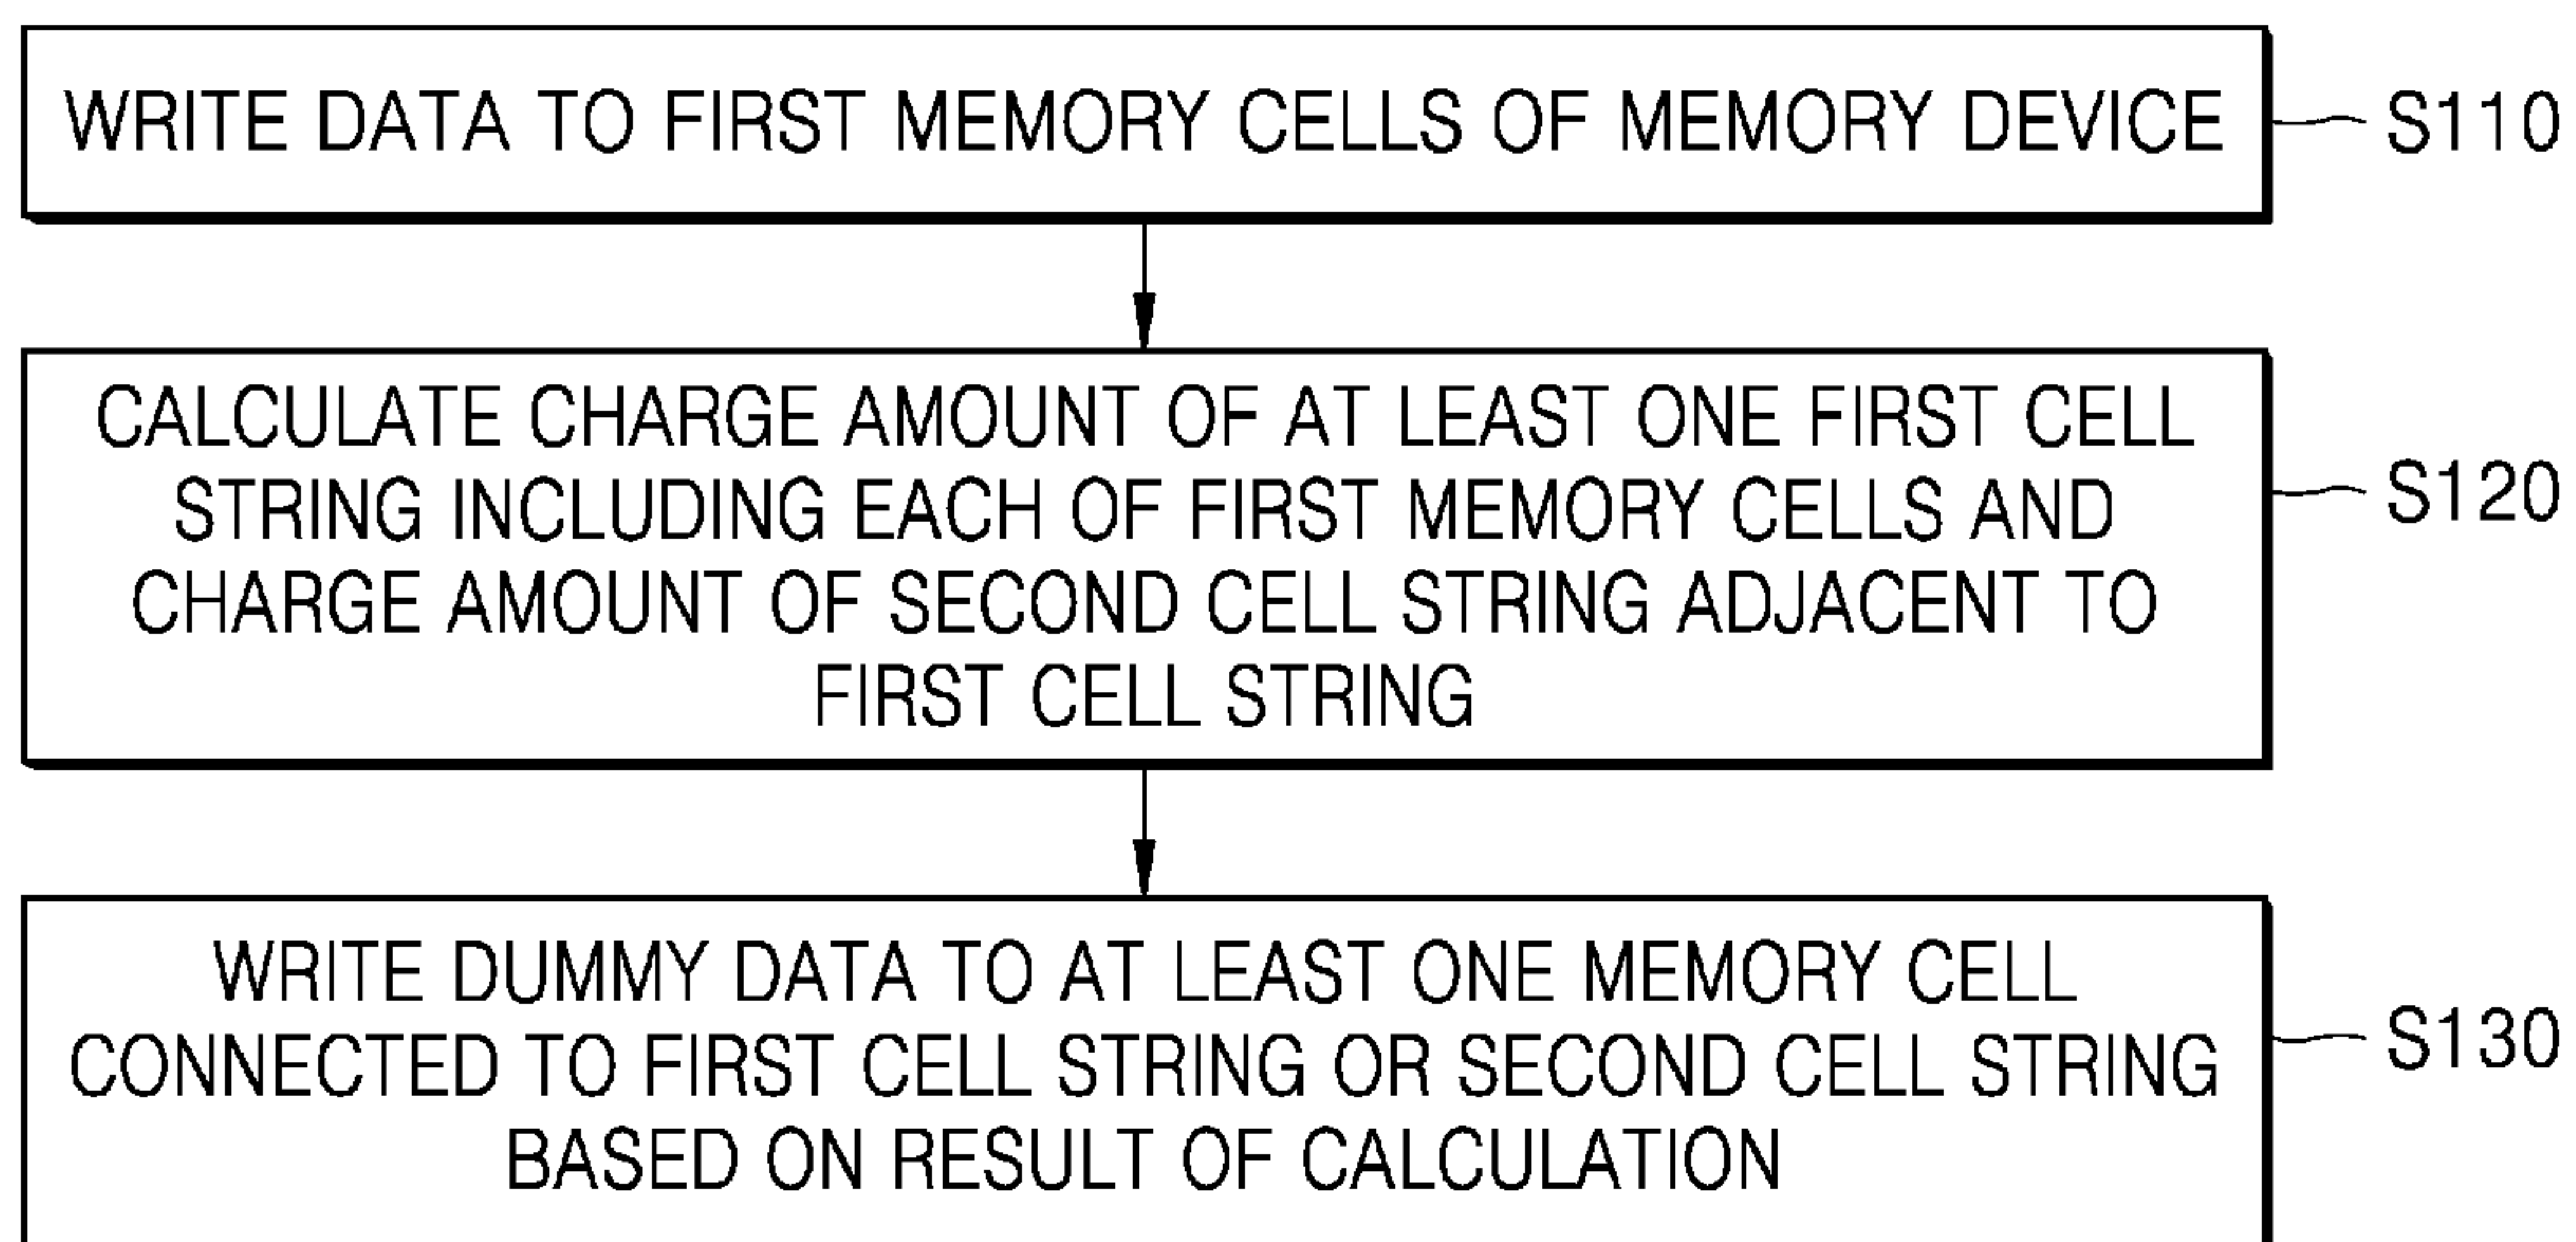 WRITE DATA TO FIRST MEMORY CELLS OF MEMORY DEVICE
S110
CALCULATE CHARGE AMOUNT OF AT LEAST ONE FIRST CELL
STRING INCLUDING EACH OF FIRST MEMORY CELLS AND
S120
CHARGE AMOUNT OF SECOND CELL STRING ADJACENT TO
FIRST CELL STRING
WRITE DUMMY DATA TO AT LEAST ONE MEMORY CELL
CONNECTED TO FIRST CELL STRING OR SECOND CELL STRING
S130
BASED ON RESULT OF CALCULATION